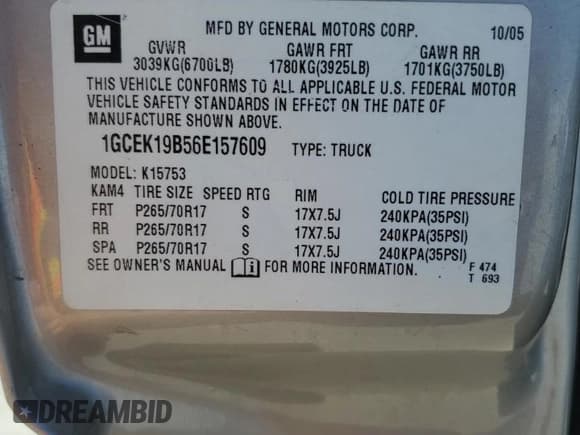 GM
MFD BY GENERAL MOTORS CORP. 10/05
GVWR GAWR FRT GAWR RR
3039KG(6700LB) 1780KG(3925LB) 1701KG(3750LB)
THIS VEHICLE CONFORMS TO ALL APPLICABLE U.S. FEDERAL MOTOR
VEHICLE SAFETY STANDARDS IN EFFECT ON THE DATE OF
MANUFACTURE SHOWN ABOVE.
1GCEK19B56E157609 TYPE: TRUCK
MODEL: K15753
KAM4 TIRE SIZE SPEED RTG RIM COLD TIRE PRESSURE
FRT P265/70R17 S 17X7.5J 240KPA(35PSI)
RR P265/70R17 S 17X7.5J 240KPA(35PSI)
SPA P265/70R17 S 17X7.5J 240KPA(35PSI)
SEE OWNER'S MANUAL FOR MORE INFORMATION.
F 474
T 693
DREAMBID